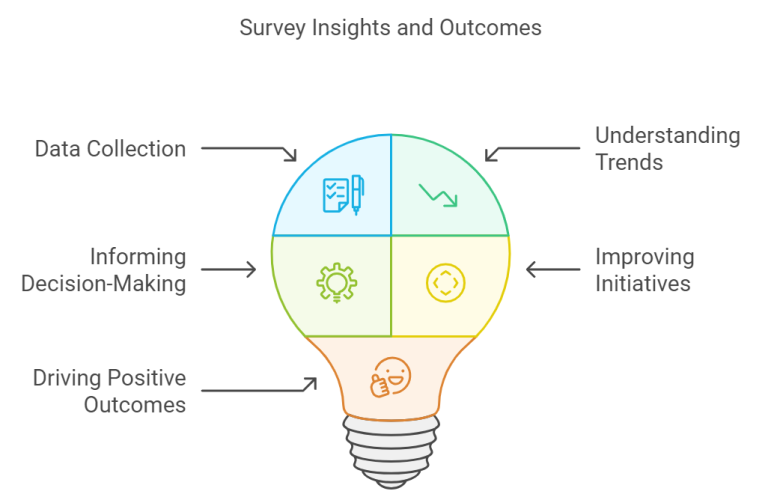 Survey Insights and Outcomes
Data Collection
Understanding
Trends
Informing
Decision-Making
Improving
Initiatives
Driving Positive
Outcomes